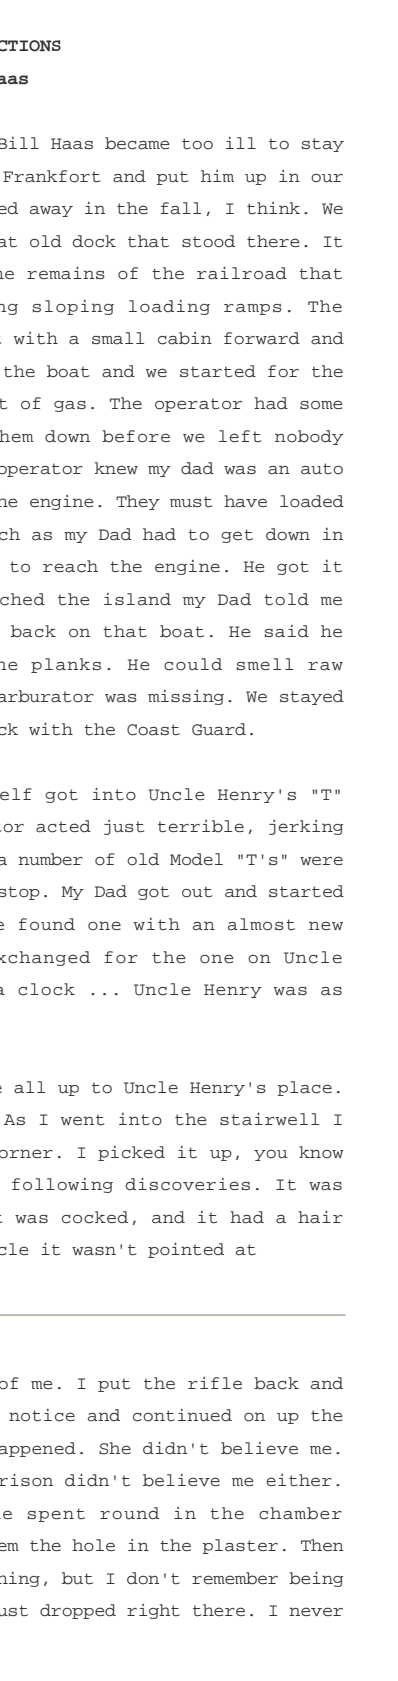 CTIONS
aas
Bill Haas became too ill to stay
Frankfort and put him up in our
ed away in the fall, I think. We
at old dock that stood there. It
he remains of the railroad that
ng sloping loading ramps. The
t with a small cabin forward and
the boat and we started for the
t of gas. The operator had some
hem down before we left nobody
operator knew my dad was an auto
he engine. They must have loaded
ch as my Dad had to get down in
to reach the engine. He got it
ched the island my Dad told me
back on that boat. He said he
he planks. He could smell raw
arburator was missing. We stayed
ck with the Coast Guard.
elf got into Uncle Henry's "T"
tor acted just terrible, jerking
a number of old Model "T's" were
stop. My Dad got out and started
e found one with an almost new
xchanged for the one on Uncle
a clock ... Uncle Henry was as
e all up to Uncle Henry's place.
As I went into the stairwell I
orner. I picked it up, you know
following discoveries. It was
t was cocked, and it had a hair
cle it wasn't pointed at
of me. I put the rifle back and
notice and continued on up the
appened. She didn't believe me.
rison didn't believe me either.
e spent round in the chamber
em the hole in the plaster. Then
hing, but I don't remember being
ust dropped right there. I never